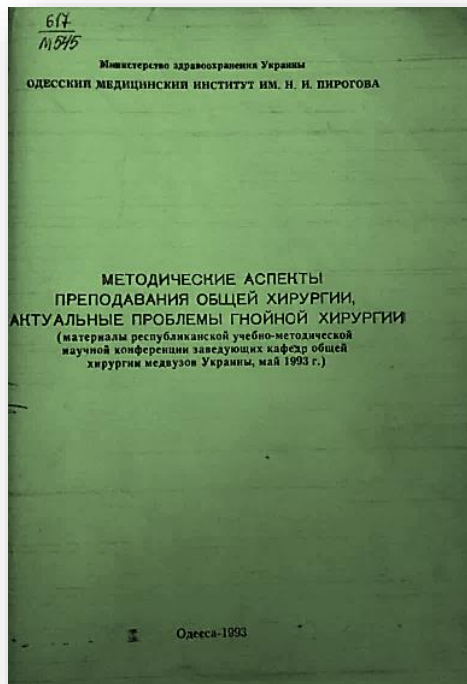 617
М545
Министерство здравоохранения Украины
ОДЕССКИЙ МЕДИЦИНСКИЙ ИНСТИТУТ ИМ. Н. И. ПИРОГОВА
МЕТОДИЧЕСКИЕ АСПЕКТЫ
ПРЕПОДАВАНИЯ ОБЩЕЙ ХИРУРГИИ,
АКТУАЛЬНЫЕ ПРОБЛЕМЫ ГНОЙНОЙ ХИРУРГИИ
(материалы республиканской учебно-методической
научной конференции заведующих кафедр общей
хирургии медвузов Украины, май 1993 г.)
Одесса-1993